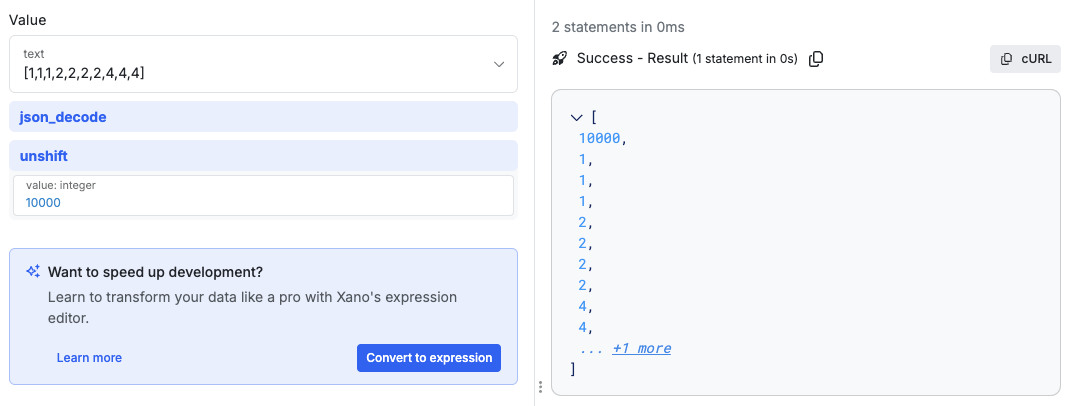 Value
text
[1,1,1,2,2,2,2,4,4,4]
json_decode
unshift
value: integer
10000
Want to speed up development?
Learn to transform your data like a pro with Xano's expression
editor.
Learn more
Convert to expression
2 statements in 0ms
Success - Result (1 statement in 0s)
cURL
[
10000,
1,
1,
1,
2,
2,
2,
2,
4,
4,
... +1 more
]